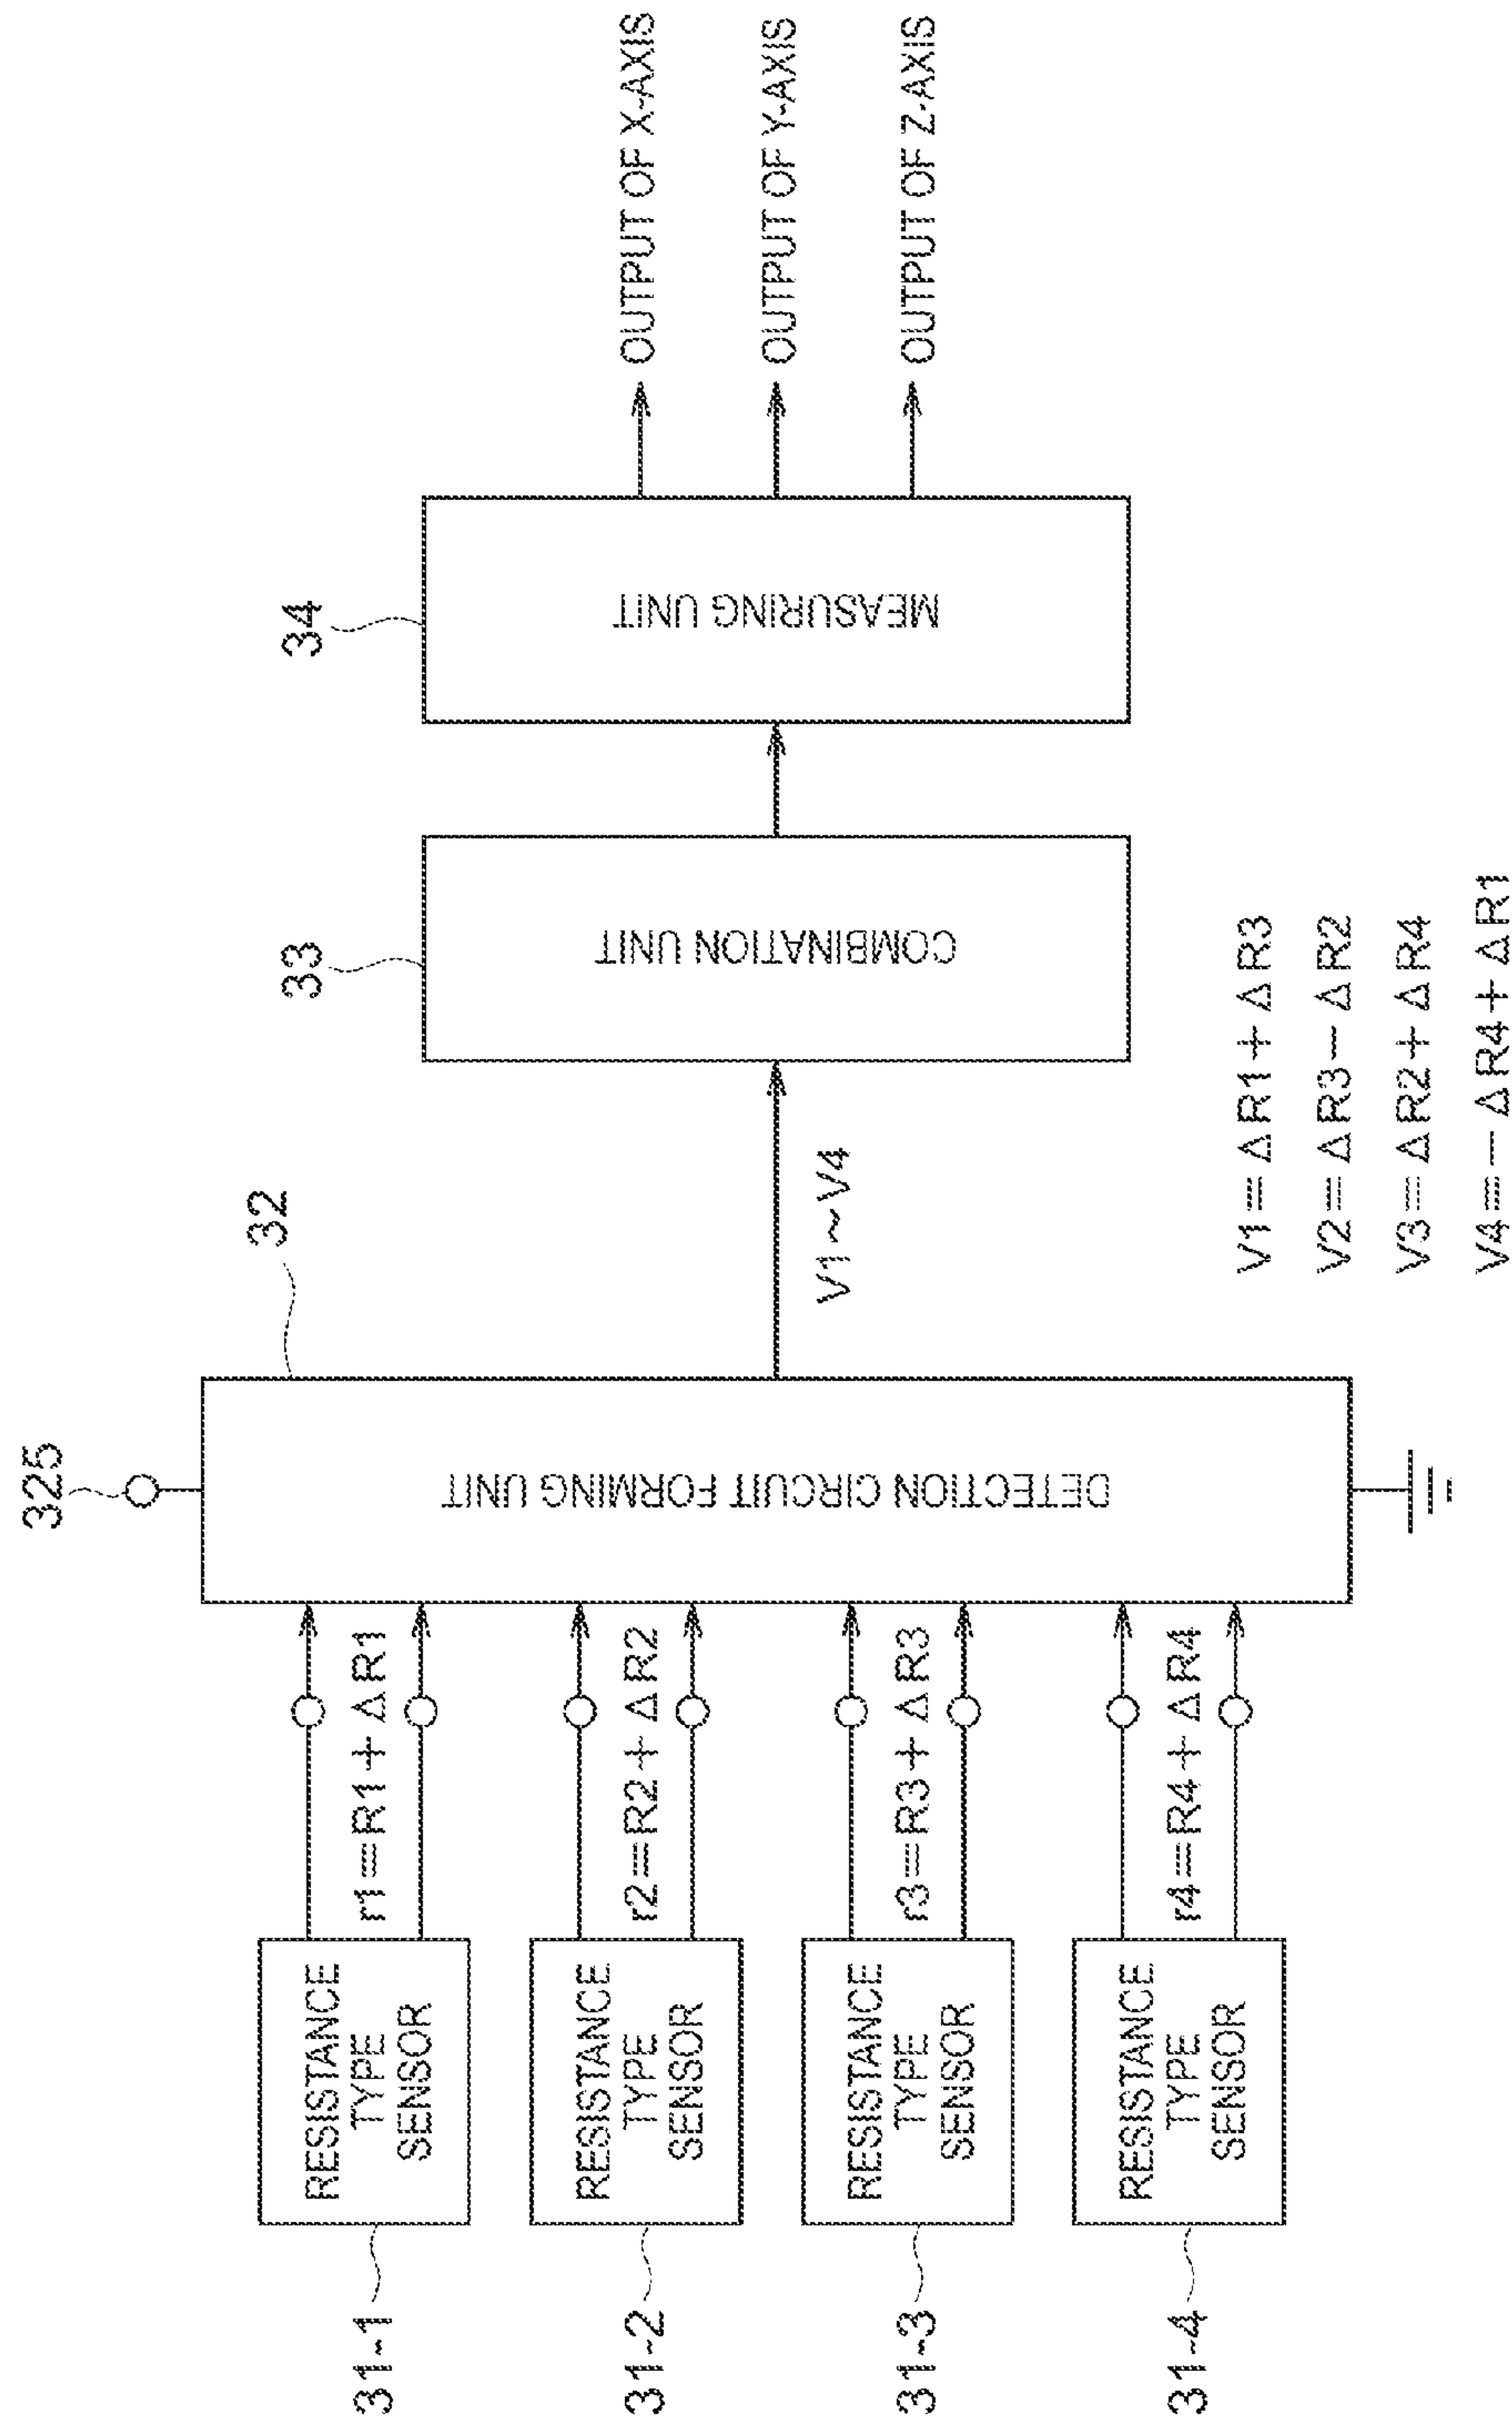 325
32
33
34
31-1
RESISTANCE
TYPE
SENSOR
r1=R1+ΔR1
31-2
RESISTANCE
TYPE
SENSOR
r2=R2+ΔR2
31-3
RESISTANCE
TYPE
SENSOR
r3=R3+ΔR3
31-4
RESISTANCE
TYPE
SENSOR
r4=R4+ΔR4
DETECTION CIRCUIT FORMING UNIT
V1~V4
COMBINATION UNIT
MEASURING UNIT
OUTPUT OF X-AXIS
OUTPUT OF Y-AXIS
OUTPUT OF Z-AXIS
V1=ΔR1+ΔR3
V2=ΔR3-ΔR2
V3=ΔR2+ΔR4
V4=-ΔR4+ΔR1